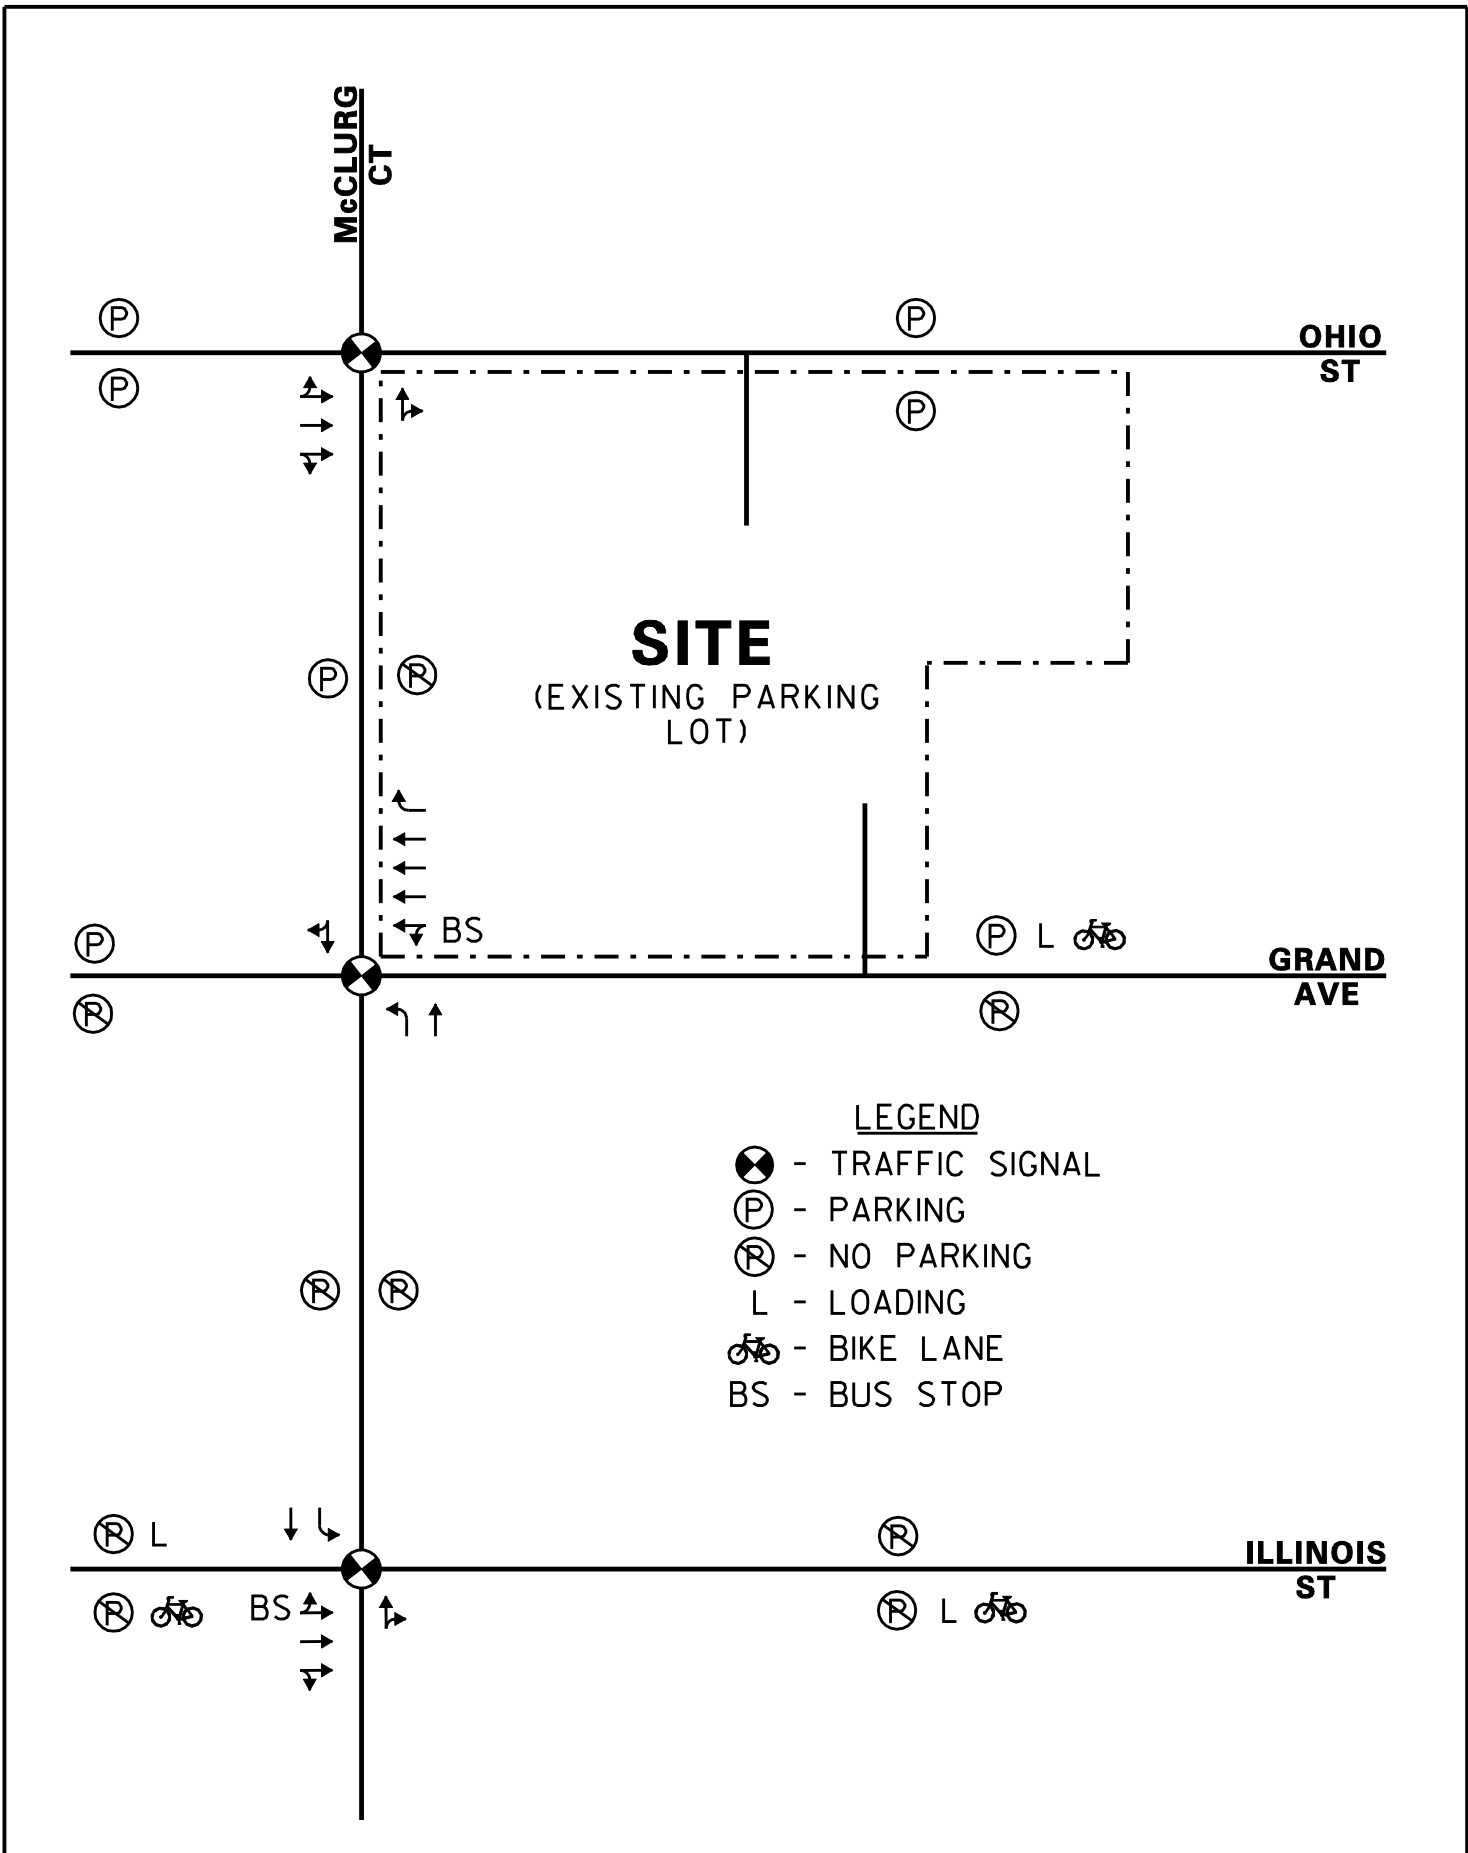 McCLURG
CT
P
P
OHIO
ST
P
P
SITE
(EXISTING PARKING
LOT)
P
P
BS
P
P L
GRAND
AVE
P
P
LEGEND
- TRAFFIC SIGNAL
P - PARKING
P - NO PARKING
L - LOADING
- BIKE LANE
BS - BUS STOP
P
P
P L
P
ILLINOIS
ST
P
BS
P L